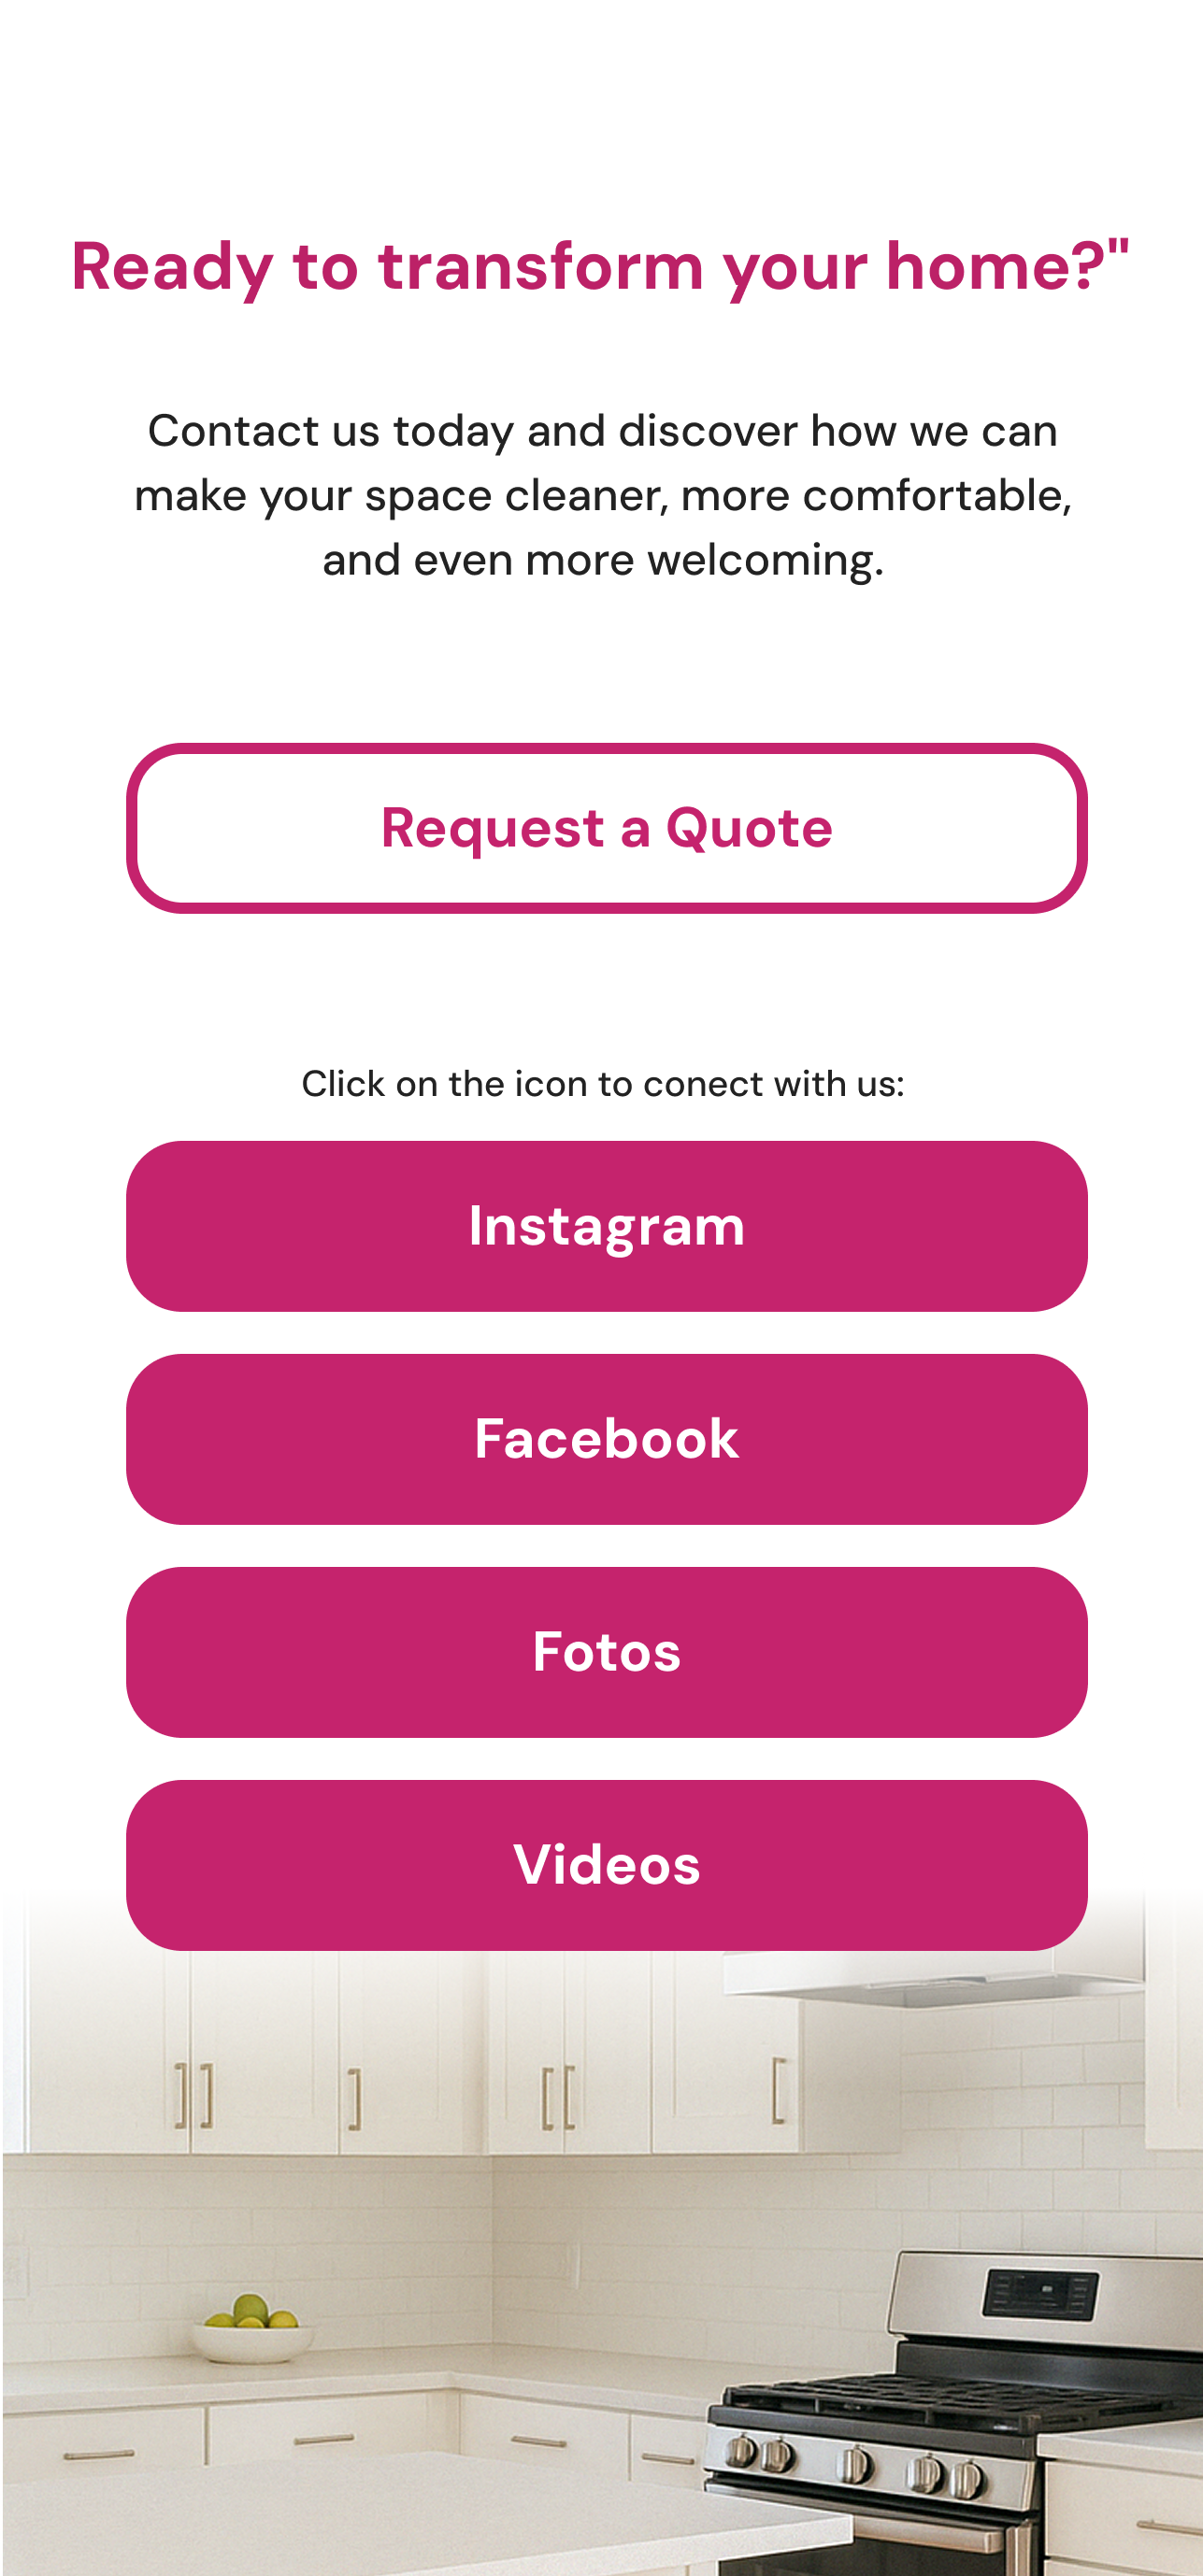 Ready to transform your home?"
Contact us today and discover how we can
make your space cleaner, more comfortable,
and even more welcoming.
Request a Quote
Click on the icon to conect with us:
Instagram
Facebook
Fotos
Videos